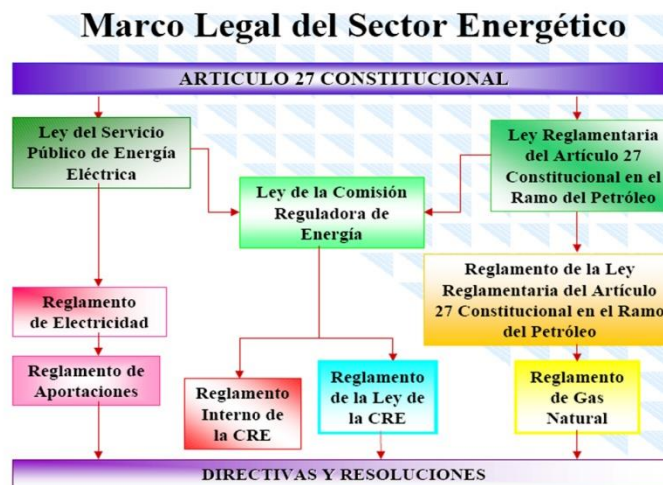 Marco Legal del Sector Energético
ARTICULO 27 CONSTITUCIONAL
Ley del Servicio
Público de Energía
Eléctrica
Ley Reglamentaria
del Artículo 27
Constitucional en el
Ramo del Petróleo
Ley de la Comisión
Reguladora de
Energía
Reglamento
de Electricidad
Reglamento de la Ley
Reglamentaria del Artículo
27 Constitucional en el Ramo
del Petróleo
Reglamento de
Aportaciones
Reglamento
Interno de
la CRE
Reglamento
de la Ley de
la CRE
Reglamento
de Gas
Natural
DIRECTIVAS Y RESOLUCIONES